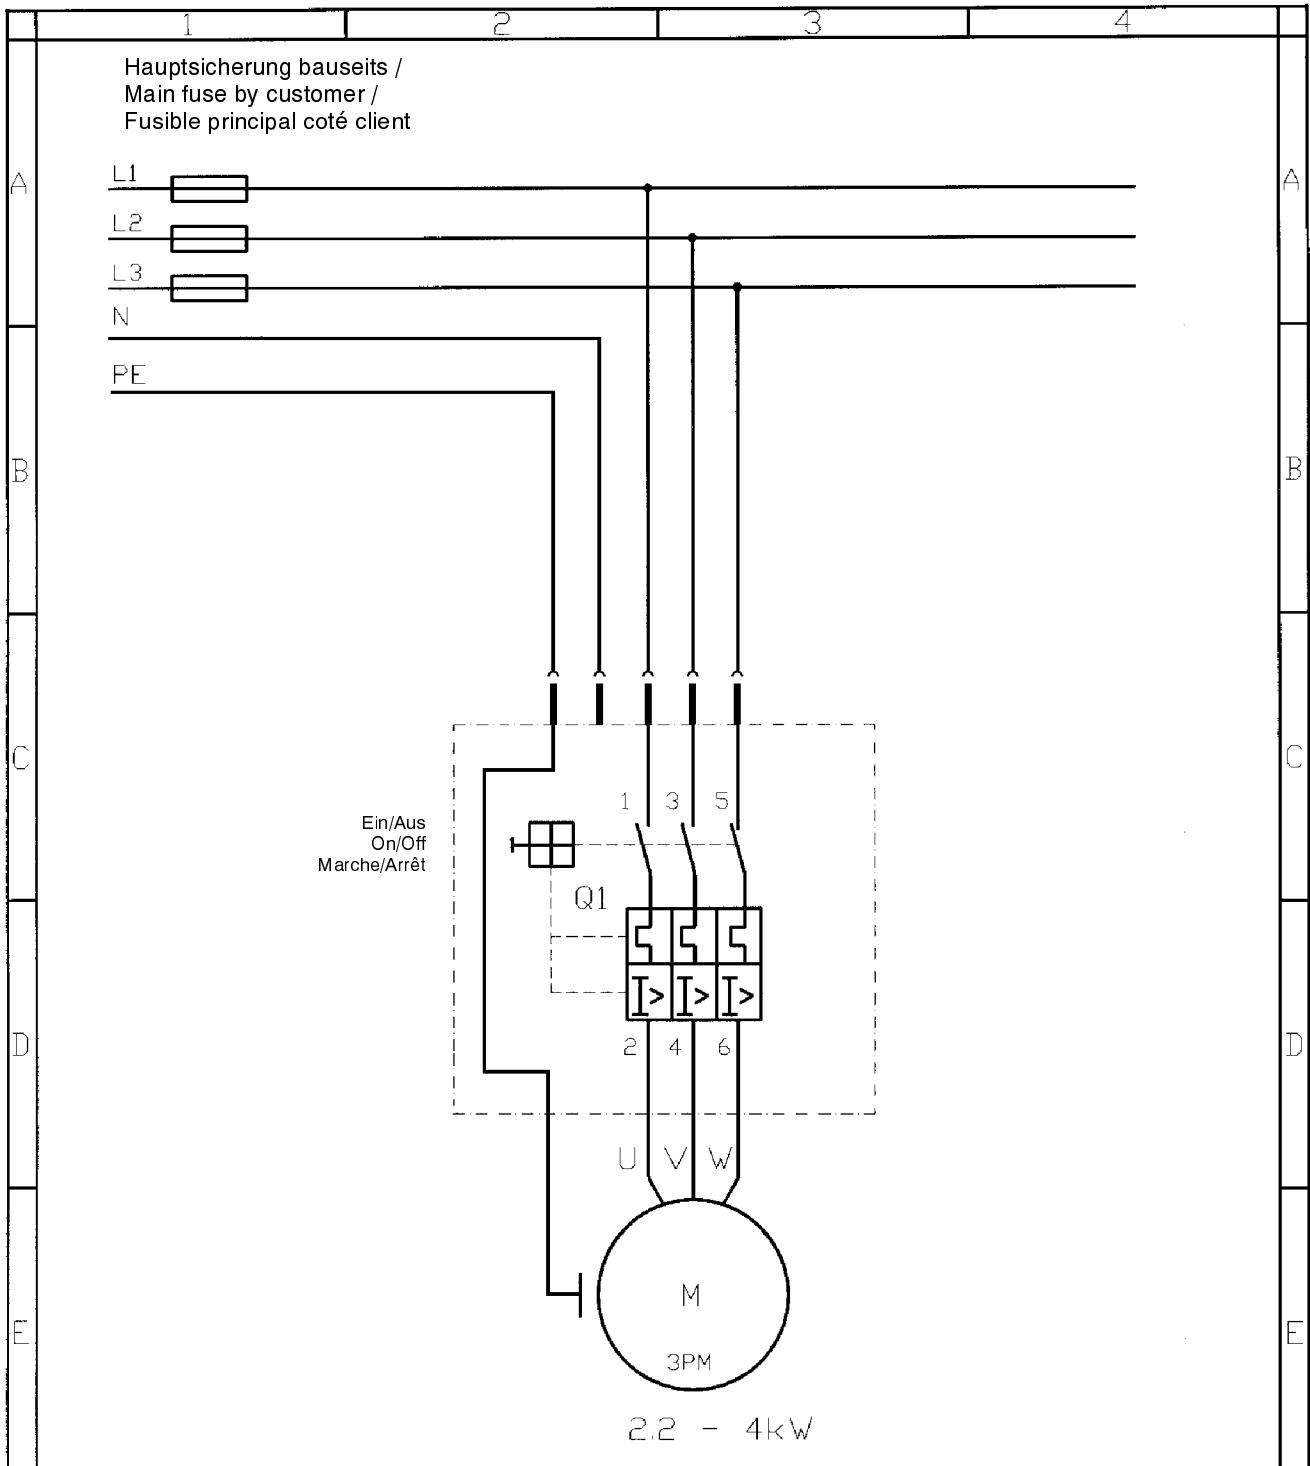 1 2 3 4
Hauptsicherung bauseits /
Main fuse by customer /
Fusible principal coté client
A L1 A
L2
L3
N
PE
B B
C C
1 3 5
Ein/Aus
On/Off
Marche/Arrêt
Q1
I> I> I>
D 2 4 6 D
U V W
M
E E
3PM
2.2 - 4kW